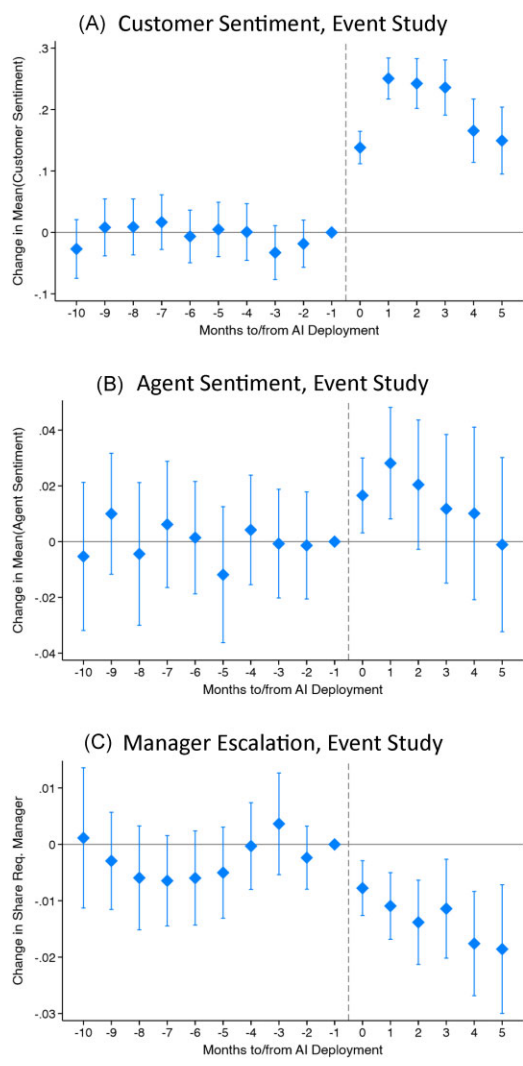 (A) Customer Sentiment, Event Study
Change in Mean(Customer Sentiment)
.3
.2
.1
0
-.1
-10 -9 -8 -7 -6 -5 -4 -3 -2 -1 0 1 2 3 4 5
Months to/from AI Deployment
(B) Agent Sentiment, Event Study
Change in Mean(Agent Sentiment)
.04
.02
0
-.02
-.04
-10 -9 -8 -7 -6 -5 -4 -3 -2 -1 0 1 2 3 4 5
Months to/from AI Deployment
(C) Manager Escalation, Event Study
Change in Share Req. Manager
.01
0
-.01
-.02
-.03
-10 -9 -8 -7 -6 -5 -4 -3 -2 -1 0 1 2 3 4 5
Months to/from AI Deployment